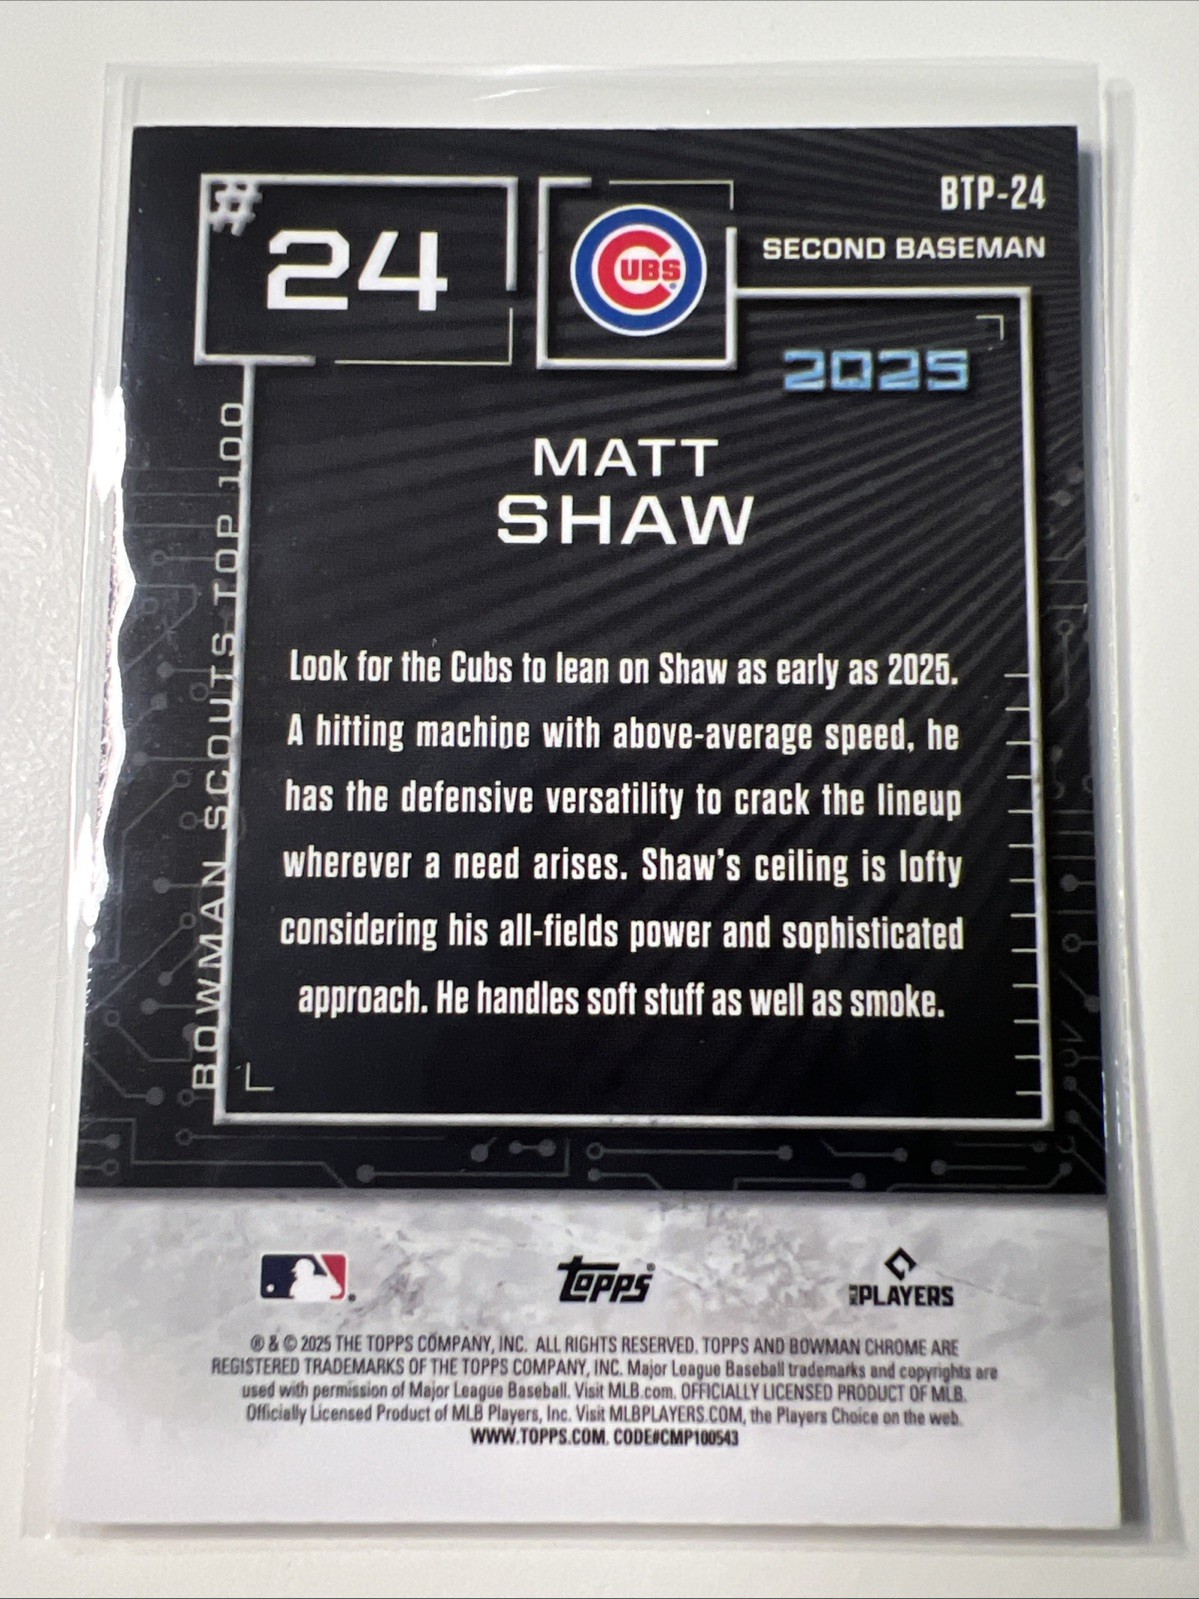 #
24
CUBS
BTP-24
SECOND BASEMAN
2025
BOWMAN SCOUTS TOP 100
MATT
SHAW
Look for the Cubs to lean on Shaw as early as 2025.
A hitting machine with above-average speed, he
has the defensive versatility to crack the lineup
wherever a need arises. Shaw's ceiling is lofty
considering his all-fields power and sophisticated
approach. He handles soft stuff as well as smoke.
Topps®
MLB PLAYERS
® & © 2025 THE TOPPS COMPANY, INC. ALL RIGHTS RESERVED. TOPPS AND BOWMAN CHROME ARE
REGISTERED TRADEMARKS OF THE TOPPS COMPANY, INC. Major League Baseball trademarks and copyrights are
used with permission of Major League Baseball. Visit MLB.com. OFFICIALLY LICENSED PRODUCT OF MLB.
Officially Licensed Product of MLB Players, Inc. Visit MLBPLAYERS.COM, the Players Choice on the web.
WWW.TOPPS.COM. CODE#CMP100543